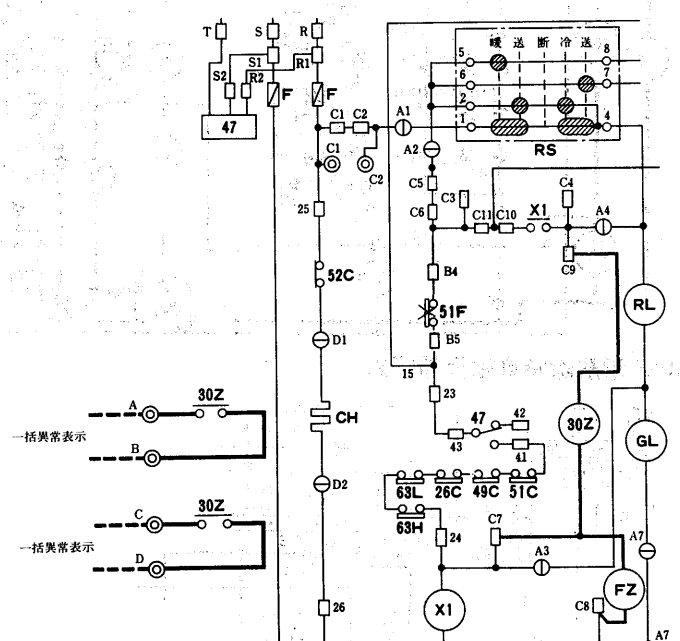 T S R
S2 S1 R1
R2 F F
47
C1 C2 A1
C1 C2
25
52C
D1
CH
D2
26
暖 送 断 冷 送
5 8
6 7
2
1 4
RS
A2
C5
C6 C3 C11 C10 X1 C4 A4
C9
B4
51F
B5
15
23
RL
30Z
GL
47 42
43 41
63L 26C 49C 51C
63H
24 C7
A3
A7
X1
FZ
C8
A7
A 30Z
一括異常表示
B
C 30Z
一括異常表示
D